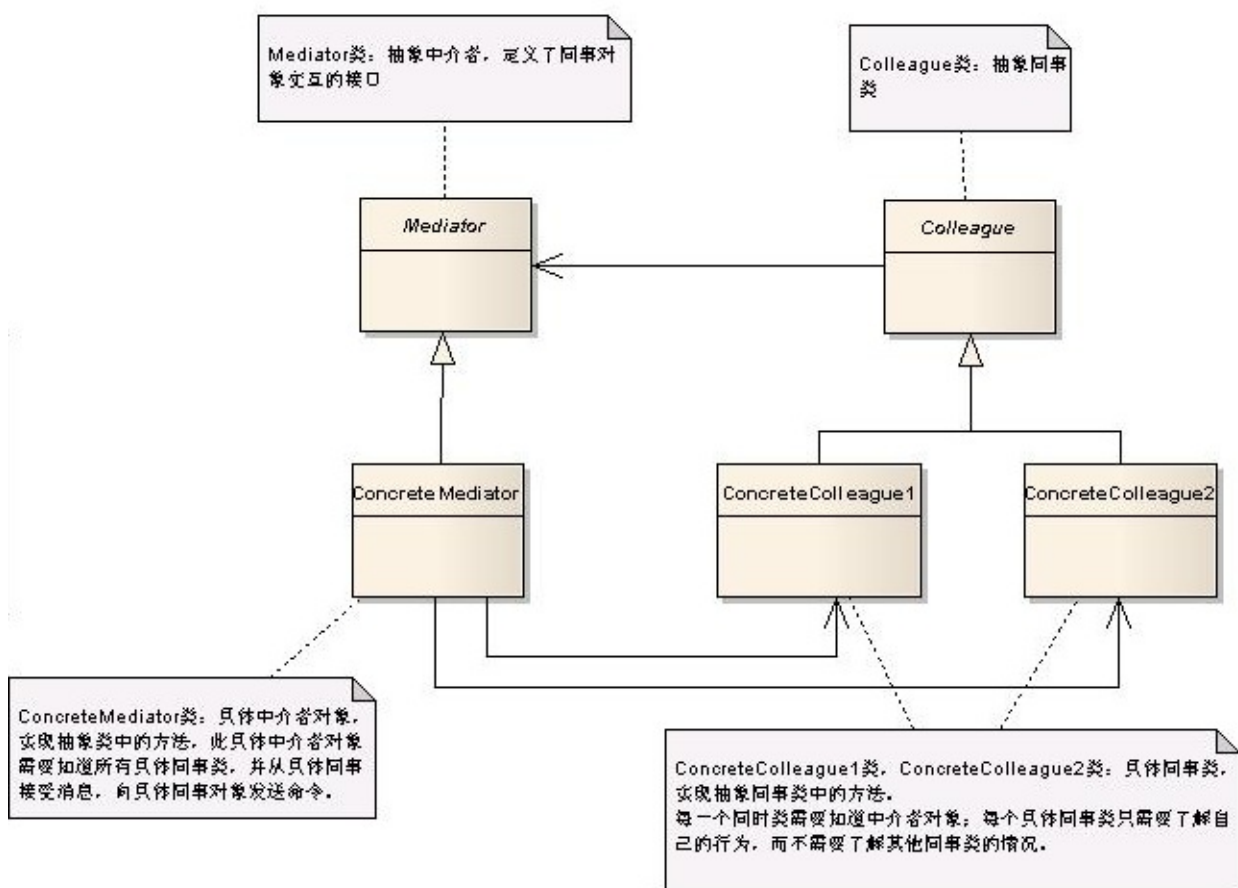 Mediator类：抽象中介者，定义了同事对
象交互的接口
Colleague类：抽象同事
类
Mediator
Colleague
ConcreteMediator
ConcreteColleague1
ConcreteColleague2
ConcreteMediator类：具体中介者对象，
实现抽象类中的方法，此具体中介者对象
需要知道所有具体同事类，并从具体同事
接受消息，向具体同事对象发送命令。
ConcreteColleague1类，ConcreteColleague2类：具体同事类，
实现抽象同事类中的方法。
每一个同时类需要知道中介者对象；每个具体同事类只需要了解自
己的行为，而不需要了解其他同事类的情况。